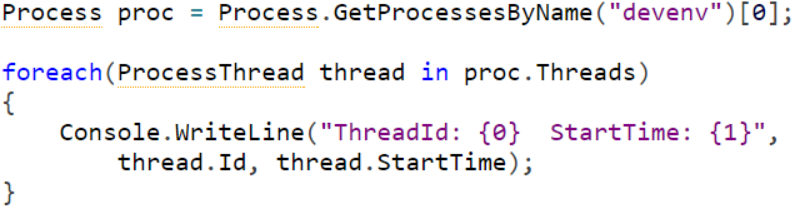 Process proc = Process.GetProcessesByName("devenv")[0];
foreach(ProcessThread thread in proc.Threads)
{
    Console.WriteLine("ThreadId: {0}  StartTime: {1}",
        thread.Id, thread.StartTime);
}